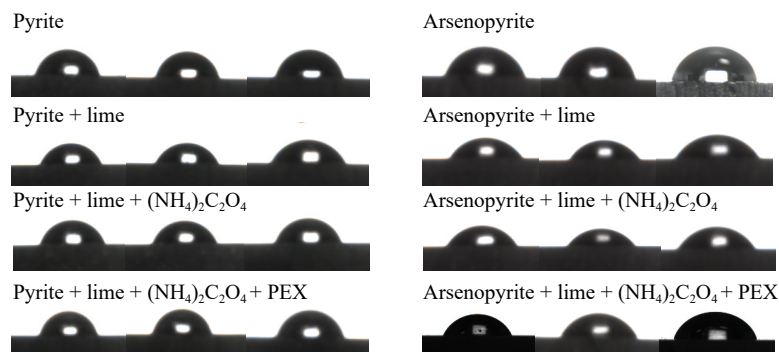 Pyrite
Arsenopyrite
Pyrite + lime
Arsenopyrite + lime
Pyrite + lime + (NH₄)₂C₂O₄
Arsenopyrite + lime + (NH₄)₂C₂O₄
Pyrite + lime + (NH₄)₂C₂O₄ + PEX
Arsenopyrite + lime + (NH₄)₂C₂O₄ + PEX